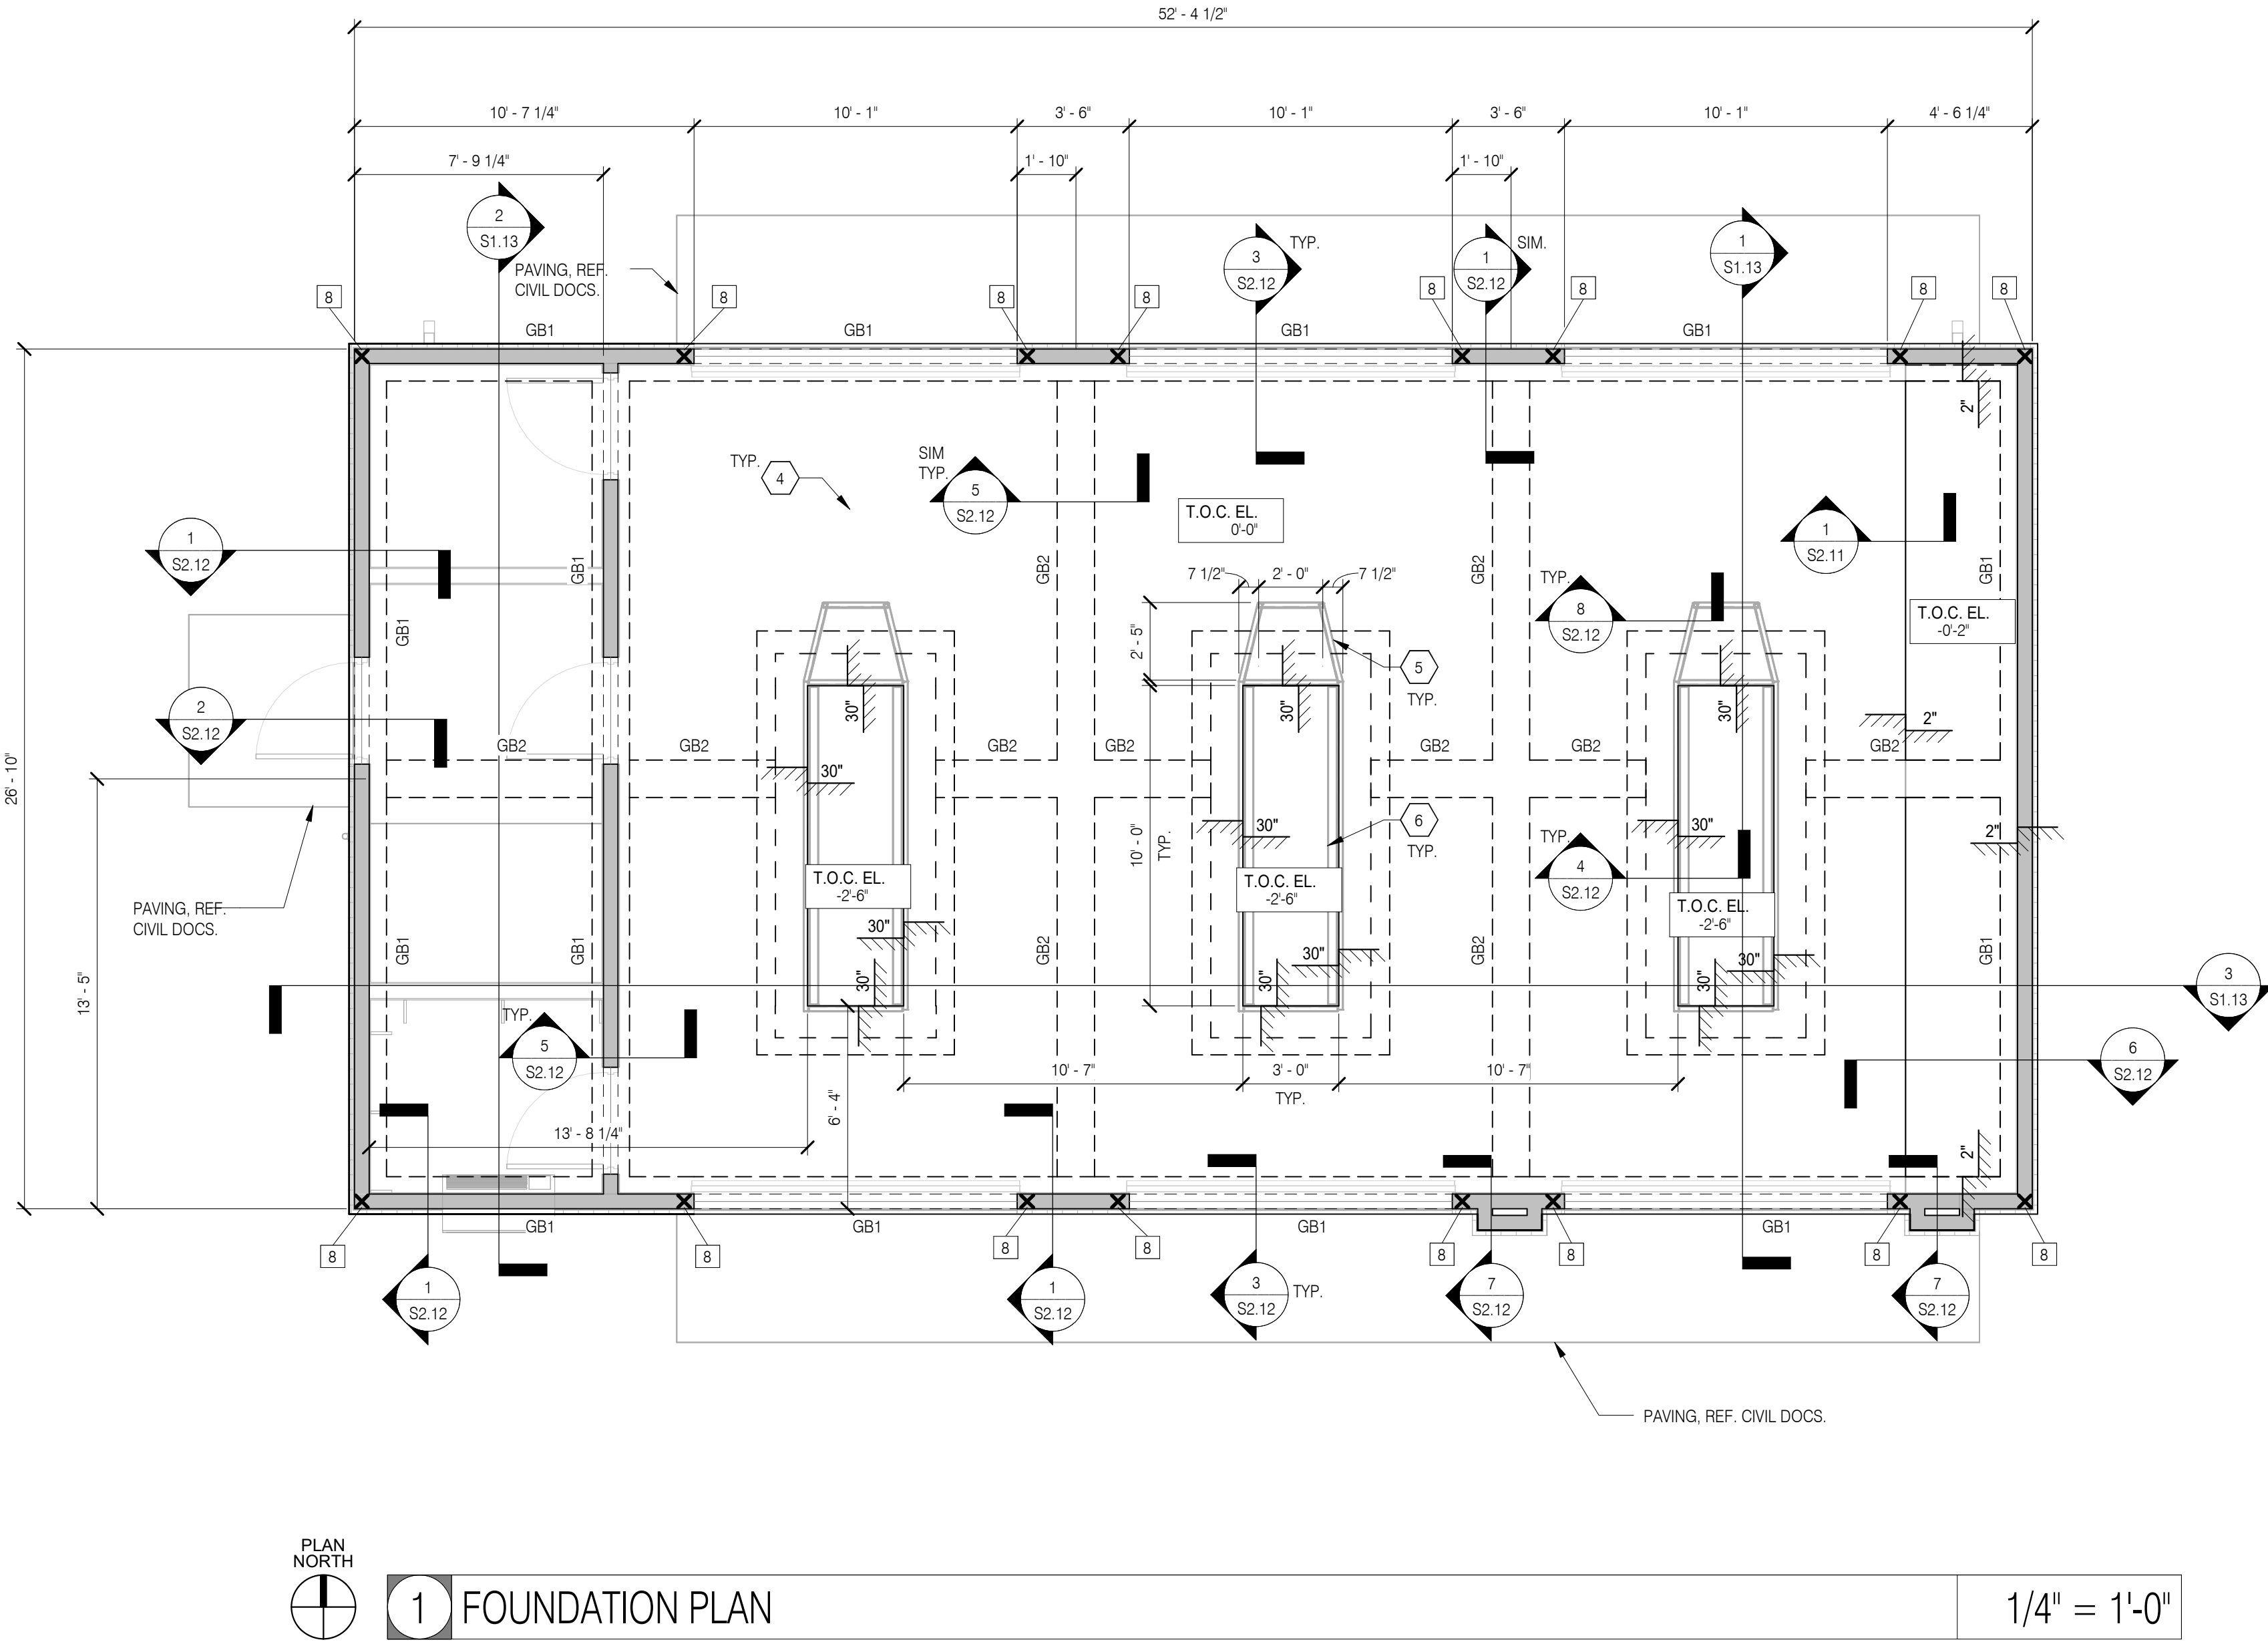 52' - 4 1/2"
10' - 7 1/4"
10' - 1"
3' - 6"
10' - 1"
3' - 6"
10' - 1"
4' - 6 1/4"
7' - 9 1/4"
1' - 10"
1' - 10"
2
S1.13
3
S2.12
TYP.
1
S2.12
SIM.
1
S1.13
PAVING, REF.
CIVIL DOCS.
8
8
8
8
8
8
8
8
GB1
GB1
GB1
GB1
2"
TYP.
4
SIM
TYP.
5
S2.12
T.O.C. EL.
0'-0"
1
S2.11
1
S2.12
GB1
GB2
GB2
GB1
7 1/2"
2' - 0"
7 1/2"
TYP.
8
S2.12
T.O.C. EL.
-0'-2"
GB1
2' - 5"
5
TYP.
2
S2.12
30"
30"
30"
2"
GB2
GB2
GB2
GB2
GB2
GB2
GB2
26' - 10"
30"
30"
30"
2"
10' - 0"
TYP.
6
TYP.
TYP.
4
S2.12
T.O.C. EL.
-2'-6"
T.O.C. EL.
-2'-6"
T.O.C. EL.
-2'-6"
PAVING, REF.
CIVIL DOCS.
30"
30"
30"
GB1
GB1
GB2
GB2
GB1
30"
30"
30"
13' - 5"
3
S1.13
TYP.
5
S2.12
6
S2.12
10' - 7"
3' - 0"
TYP.
10' - 7"
6' - 4"
13' - 8 1/4"
2"
GB1
GB1
GB1
GB1
8
8
8
8
8
8
8
8
1
S2.12
1
S2.12
3
S2.12
TYP.
7
S2.12
7
S2.12
PAVING, REF. CIVIL DOCS.
PLAN
NORTH
1
FOUNDATION PLAN
1/4" = 1'-0"